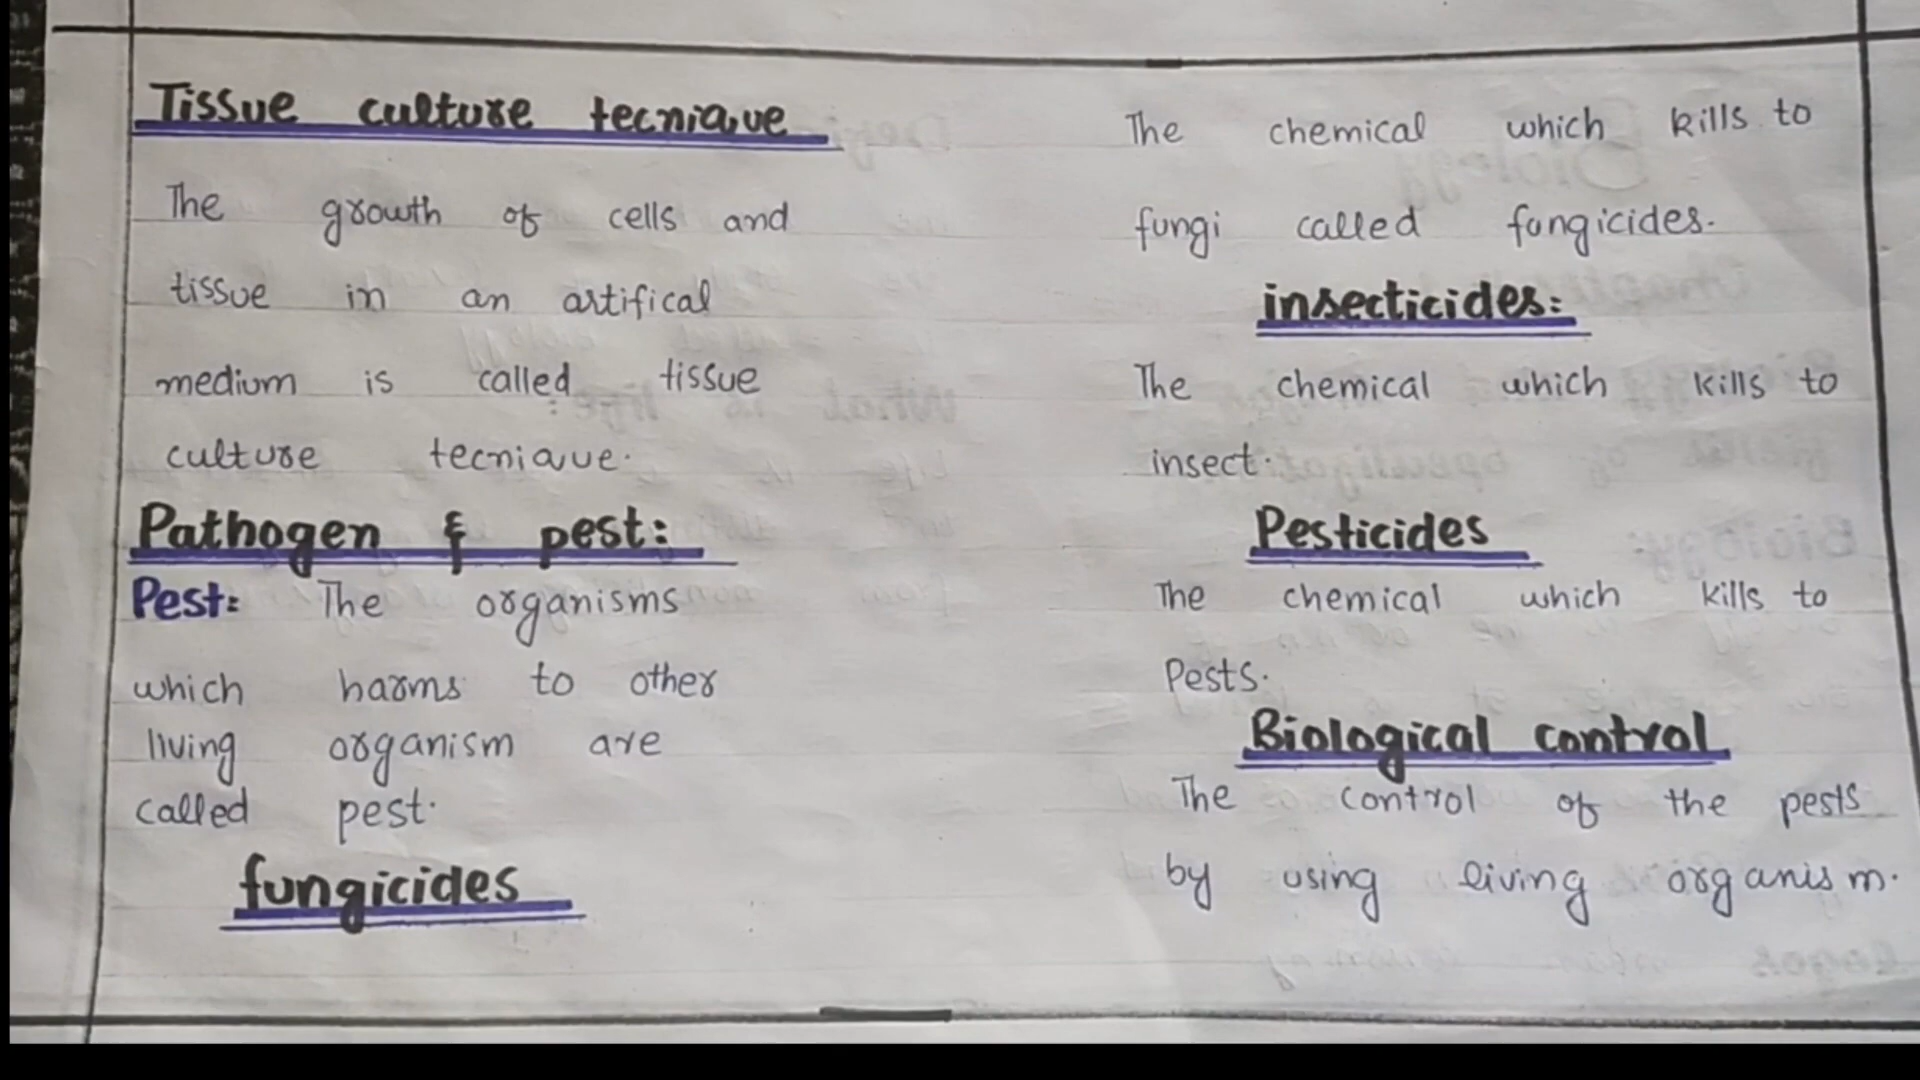 Tissue culture tecnique
The growth of cells and
tissue in an artifical
medium is called tissue
culture tecnique.
Pathogen & pest:
Pest: The organisms
which harms to other
living organism are
called pest.
fungicides
The chemical which kills to
fungi called fungicides.
insecticides:
The chemical which kills to
insect.
Pesticides
The chemical which kills to
Pests.
Biological control
The control of the pests
by using living organism.